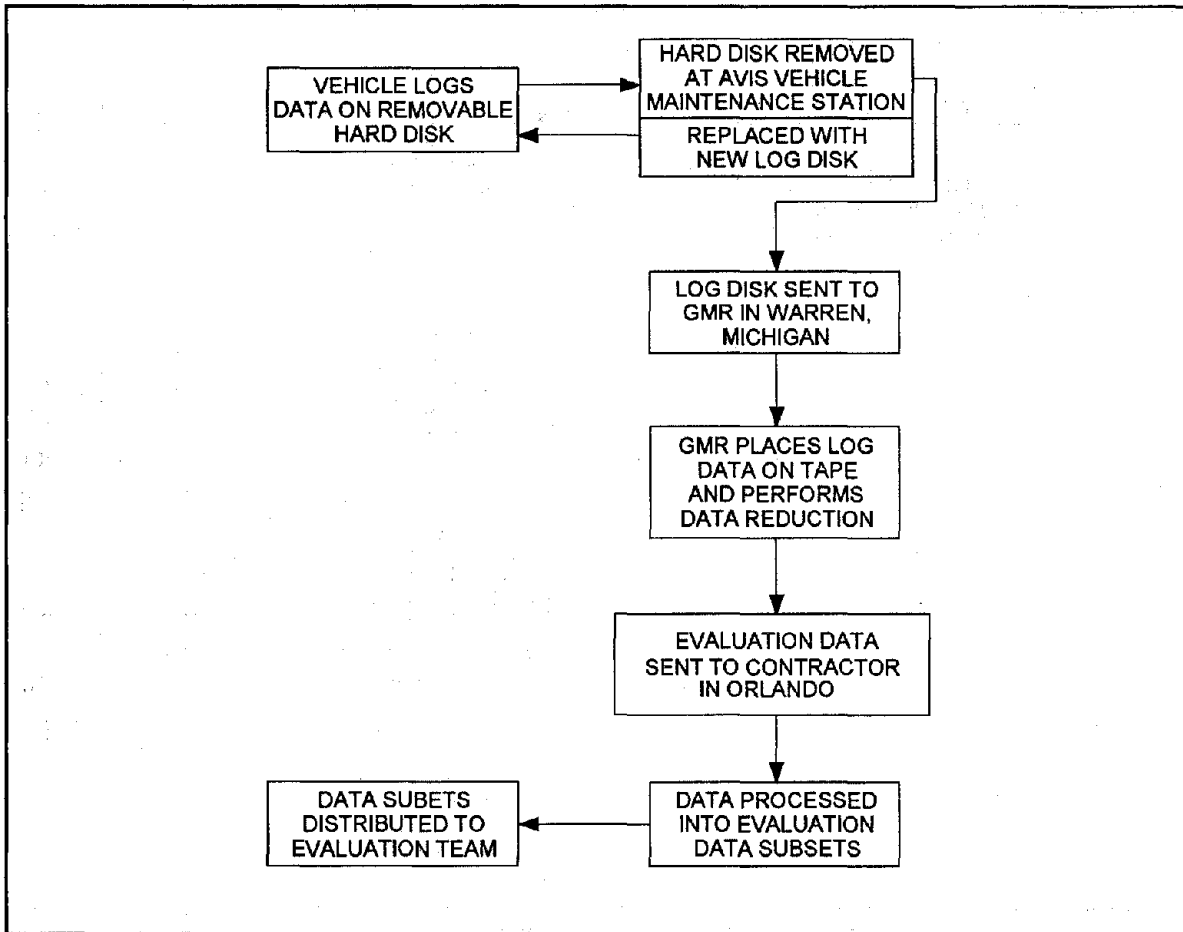 VEHICLE LOGS
DATA ON REMOVABLE
HARD DISK
HARD DISK REMOVED
AT AVIS VEHICLE
MAINTENANCE STATION
REPLACED WITH
NEW LOG DISK
LOG DISK SENT TO
GMR IN WARREN,
MICHIGAN
GMR PLACES LOG
DATA ON TAPE
AND PERFORMS
DATA REDUCTION
EVALUATION DATA
SENT TO CONTRACTOR
IN ORLANDO
DATA PROCESSED
INTO EVALUATION
DATA SUBSETS
DATA SUBETS
DISTRIBUTED TO
EVALUATION TEAM